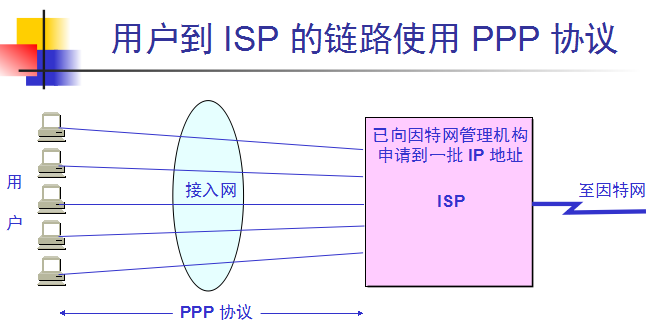 用户到 ISP 的链路使用 PPP 协议
已向因特网管理机构
申请到一批 IP 地址
用
户
接入网
ISP
至因特网
PPP 协议